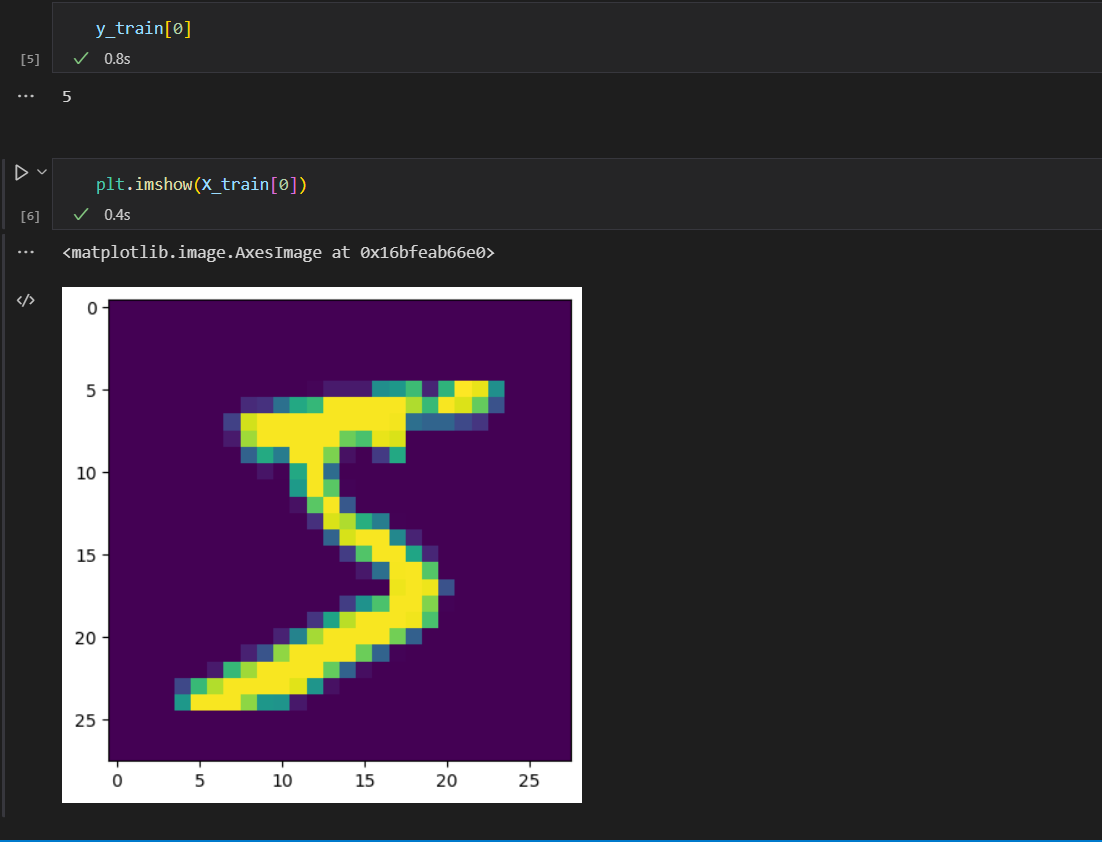 y_train[0]
[5]
0.8s
5
plt.imshow(X_train[0])
[6]
0.4s
<matplotlib.image.AxesImage at 0x16bfeab66e0>
0
5
10
15
20
25
0 5 10 15 20 25